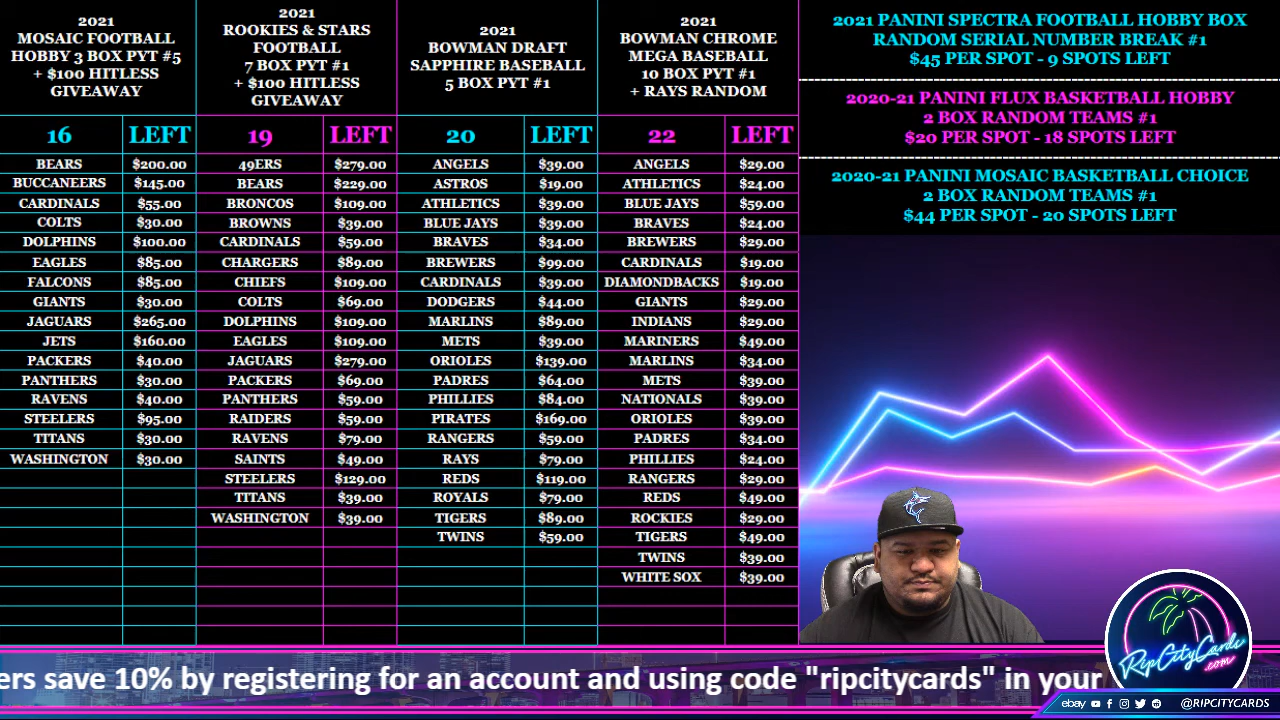 2021
MOSAIC FOOTBALL
HOBBY 3 BOX PYT #5
+ $100 HITLESS
GIVEAWAY
16 LEFT
BEARS $200.00
BUCCANEERS $145.00
CARDINALS $55.00
COLTS $30.00
DOLPHINS $100.00
EAGLES $85.00
FALCONS $85.00
GIANTS $30.00
JAGUARS $265.00
JETS $160.00
PACKERS $40.00
PANTHERS $30.00
RAVENS $40.00
STEELERS $95.00
TITANS $30.00
WASHINGTON $30.00
2021
ROOKIES & STARS
FOOTBALL
7 BOX PYT #1
+ $100 HITLESS
GIVEAWAY
19 LEFT
49ERS $279.00
BEARS $229.00
BRONCOS $109.00
BROWNS $39.00
CARDINALS $59.00
CHARGERS $89.00
CHIEFS $109.00
COLTS $69.00
DOLPHINS $109.00
EAGLES $109.00
JAGUARS $279.00
PACKERS $69.00
PANTHERS $59.00
RAIDERS $59.00
RAVENS $79.00
SAINTS $49.00
STEELERS $129.00
TITANS $39.00
WASHINGTON $39.00
2021
BOWMAN DRAFT
SAPPHIRE BASEBALL
5 BOX PYT #1
20 LEFT
ANGELS $39.00
ASTROS $19.00
ATHLETICS $39.00
BLUE JAYS $39.00
BRAVES $34.00
BREWERS $99.00
CARDINALS $39.00
DODGERS $44.00
MARLINS $89.00
METS $39.00
ORIOLES $139.00
PADRES $64.00
PHILLIES $84.00
PIRATES $169.00
RANGERS $59.00
RAYS $79.00
REDS $119.00
ROYALS $79.00
TIGERS $89.00
TWINS $59.00
2021
BOWMAN CHROME
MEGA BASEBALL
10 BOX PYT #1
+ RAYS RANDOM
22 LEFT
ANGELS $29.00
ATHLETICS $24.00
BLUE JAYS $59.00
BRAVES $24.00
BREWERS $29.00
CARDINALS $19.00
DIAMONDBACKS $19.00
GIANTS $29.00
INDIANS $29.00
MARINERS $49.00
MARLINS $34.00
METS $39.00
NATIONALS $39.00
ORIOLES $39.00
PADRES $34.00
PHILLIES $24.00
RANGERS $29.00
REDS $49.00
ROCKIES $29.00
TIGERS $49.00
TWINS $39.00
WHITE SOX $39.00
2021 PANINI SPECTRA FOOTBALL HOBBY BOX
RANDOM SERIAL NUMBER BREAK #1
$45 PER SPOT - 9 SPOTS LEFT
2020-21 PANINI FLUX BASKETBALL HOBBY
2 BOX RANDOM TEAMS #1
$20 PER SPOT - 18 SPOTS LEFT
2020-21 PANINI MOSAIC BASKETBALL CHOICE
2 BOX RANDOM TEAMS #1
$44 PER SPOT - 20 SPOTS LEFT
ers save 10% by registering for an account and using code "ripcitycards" in your
RipCityCards
.com
ebay @RIPCITYCARDS